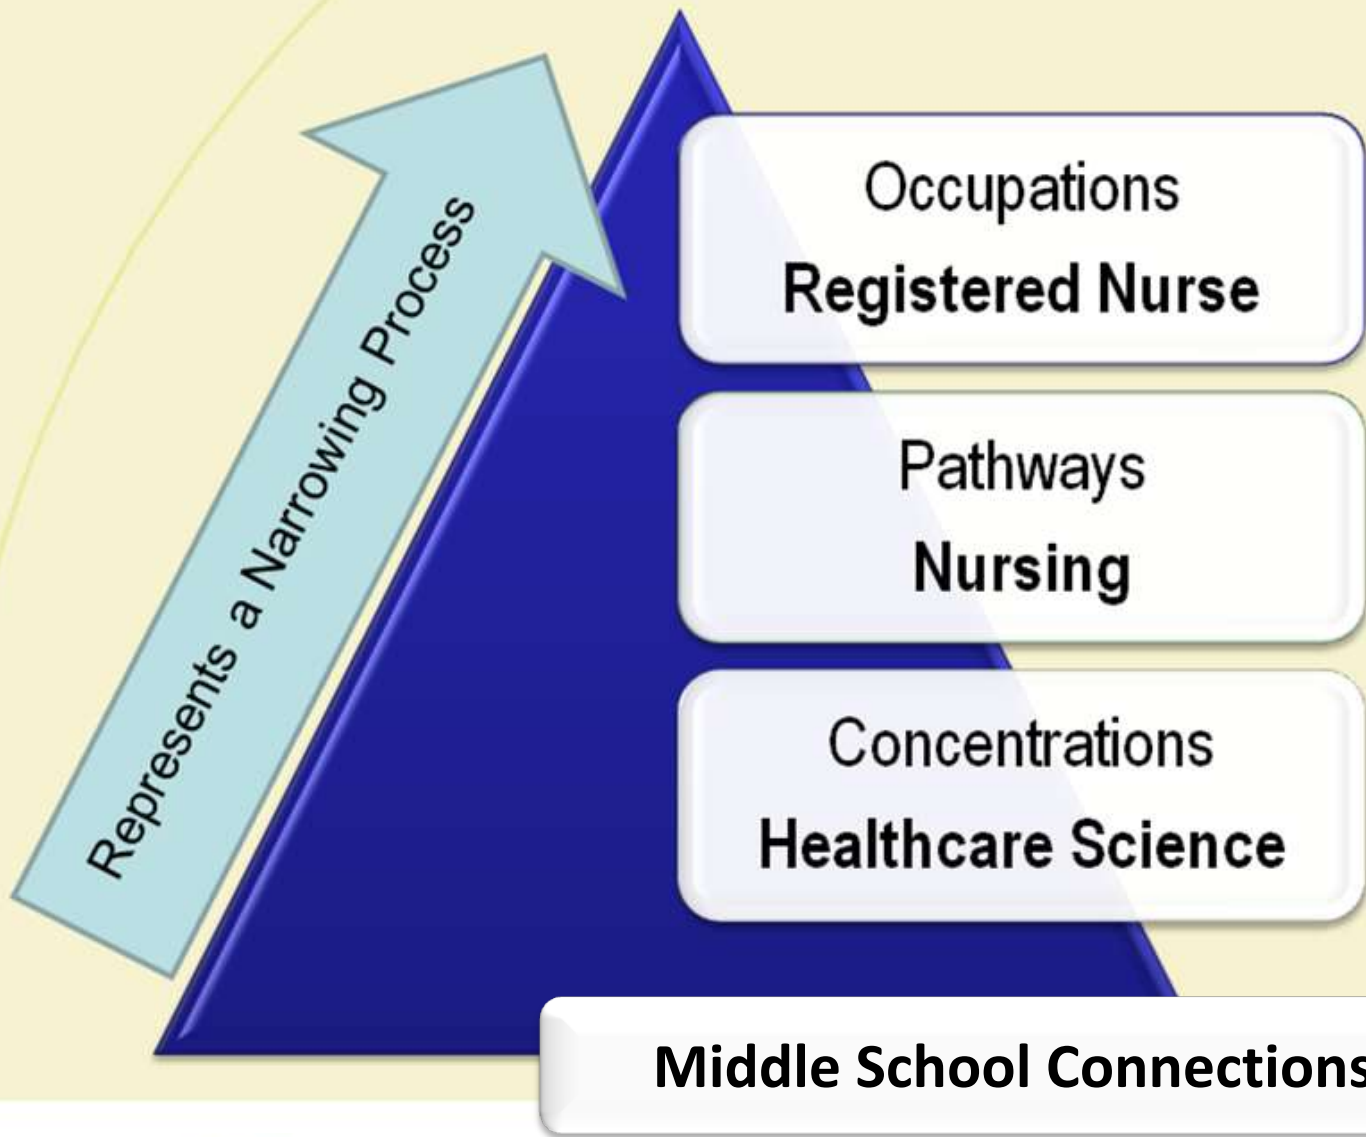 Represents a Narrowing Process
Occupations
Registered Nurse
Pathways
Nursing
Concentrations
Healthcare Science
Middle School Connections